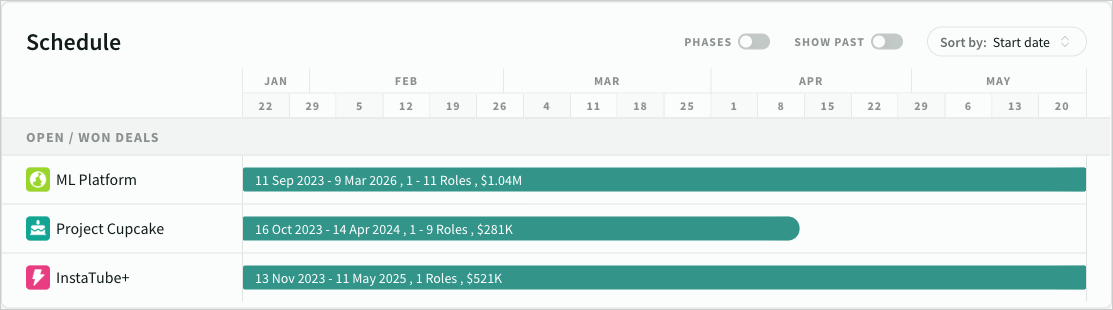 Schedule
PHASES SHOW PAST Sort by: Start date
JAN FEB MAR APR MAY
22 29 5 12 19 26 4 11 18 25 1 8 15 22 29 6 13 20
OPEN / WON DEALS
ML Platform 11 Sep 2023 - 9 Mar 2026 , 1 - 11 Roles , $1.04M
Project Cupcake 16 Oct 2023 - 14 Apr 2024 , 1 - 9 Roles , $281K
InstaTube+ 13 Nov 2023 - 11 May 2025 , 1 Roles , $521K